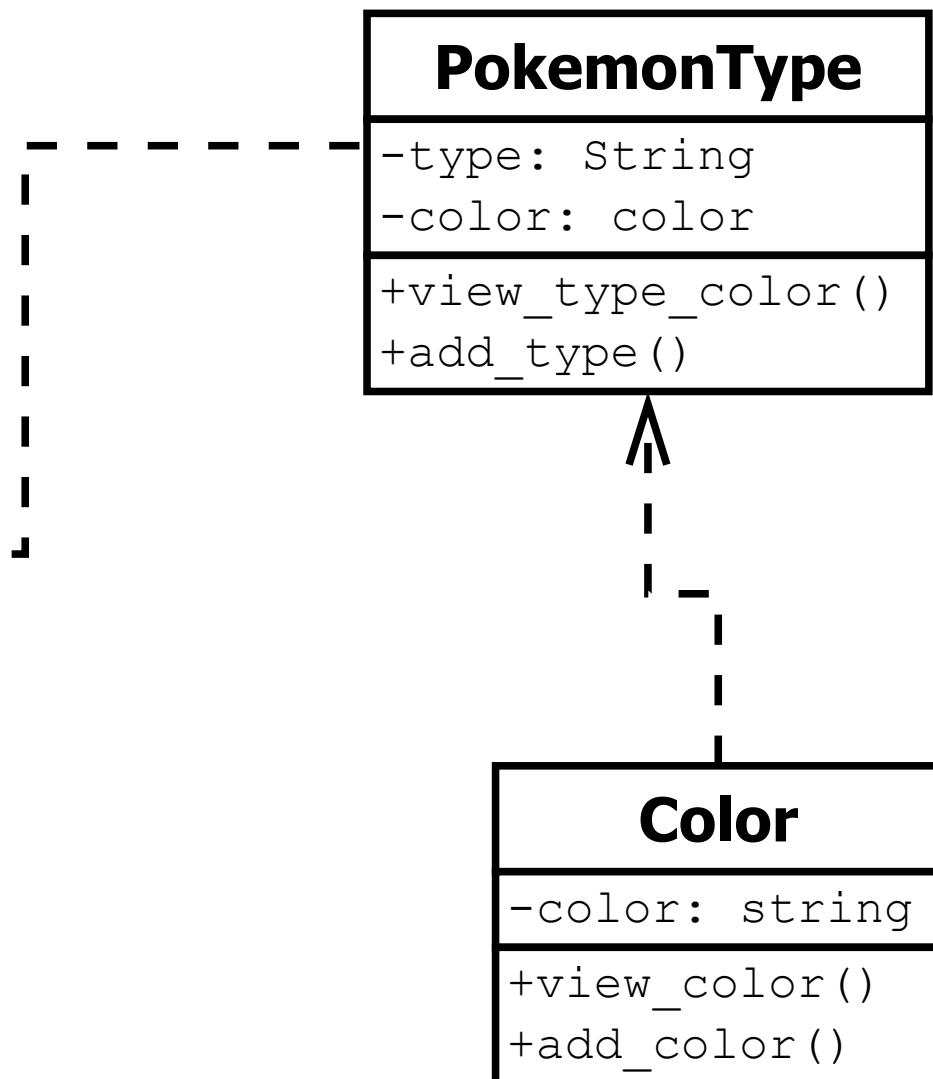 PokemonType
-type: String
-color: color
+view_type_color()
+add_type()
Color
-color: string
+view_color()
+add_color()